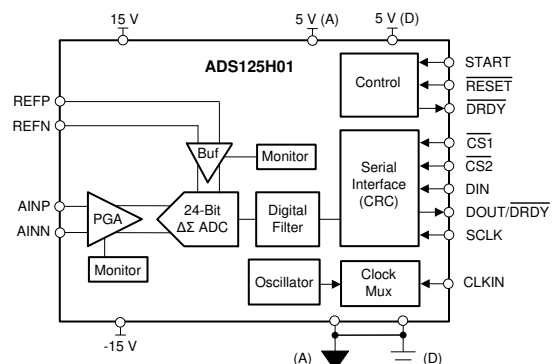 15 V
5 V (A)
5 V (D)
ADS125H01
REFP
REFN
AINP
AINN
PGA
Monitor
Buf
Monitor
24-Bit
ΔΣ ADC
Digital
Filter
Control
Serial
Interface
(CRC)
Oscillator
Clock
Mux
START
RESET
DRDY
CS1
CS2
DIN
DOUT/DRDY
SCLK
CLKIN
-15 V
(A)
(D)